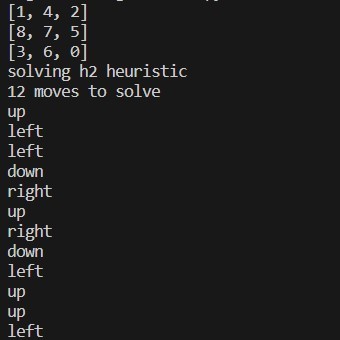 [1, 4, 2]
[8, 7, 5]
[3, 6, 0]
solving h2 heuristic
12 moves to solve
up
left
left
down
right
up
right
down
left
up
up
left